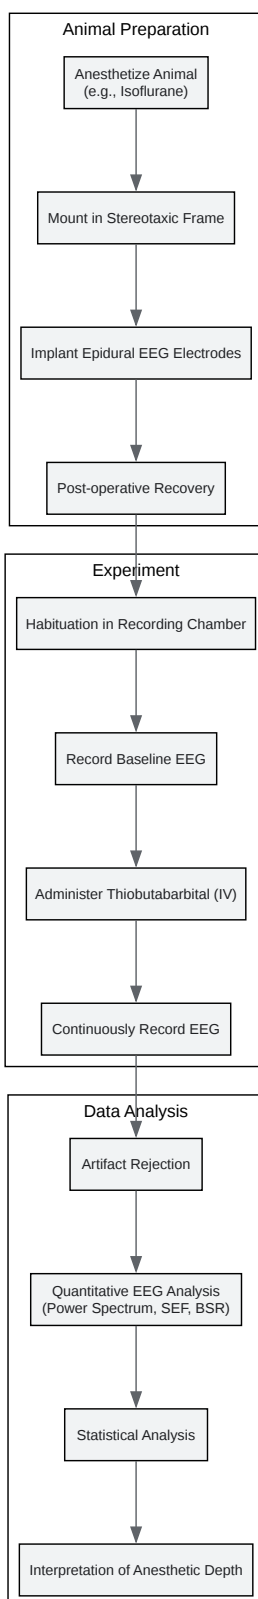 Animal Preparation
Anesthetize Animal
(e.g., Isoflurane)
Mount in Stereotaxic Frame
Implant Epidural EEG Electrodes
Post-operative Recovery
Experiment
Habituation in Recording Chamber
Record Baseline EEG
Administer Thiobutabarbital (IV)
Continuously Record EEG
Data Analysis
Artifact Rejection
Quantitative EEG Analysis
(Power Spectrum, SEF, BSR)
Statistical Analysis
Interpretation of Anesthetic Depth